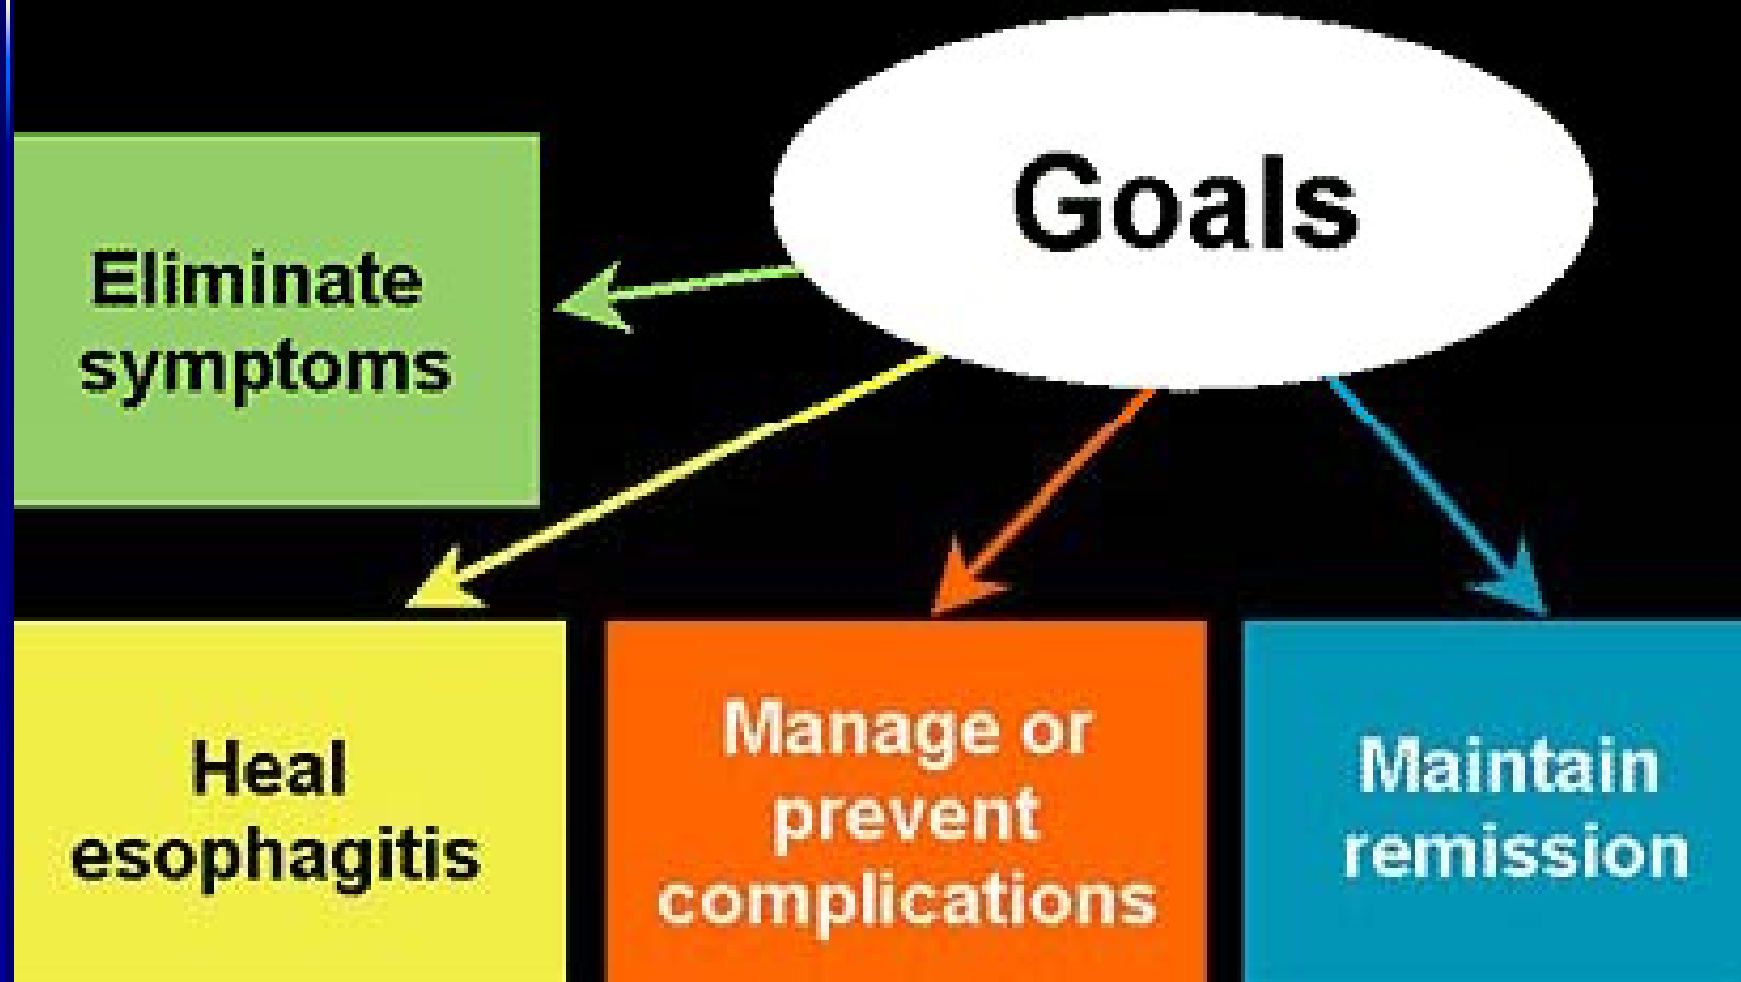 Goals
Eliminate
symptoms
Heal
esophagitis
Manage or
prevent
complications
Maintain
remission